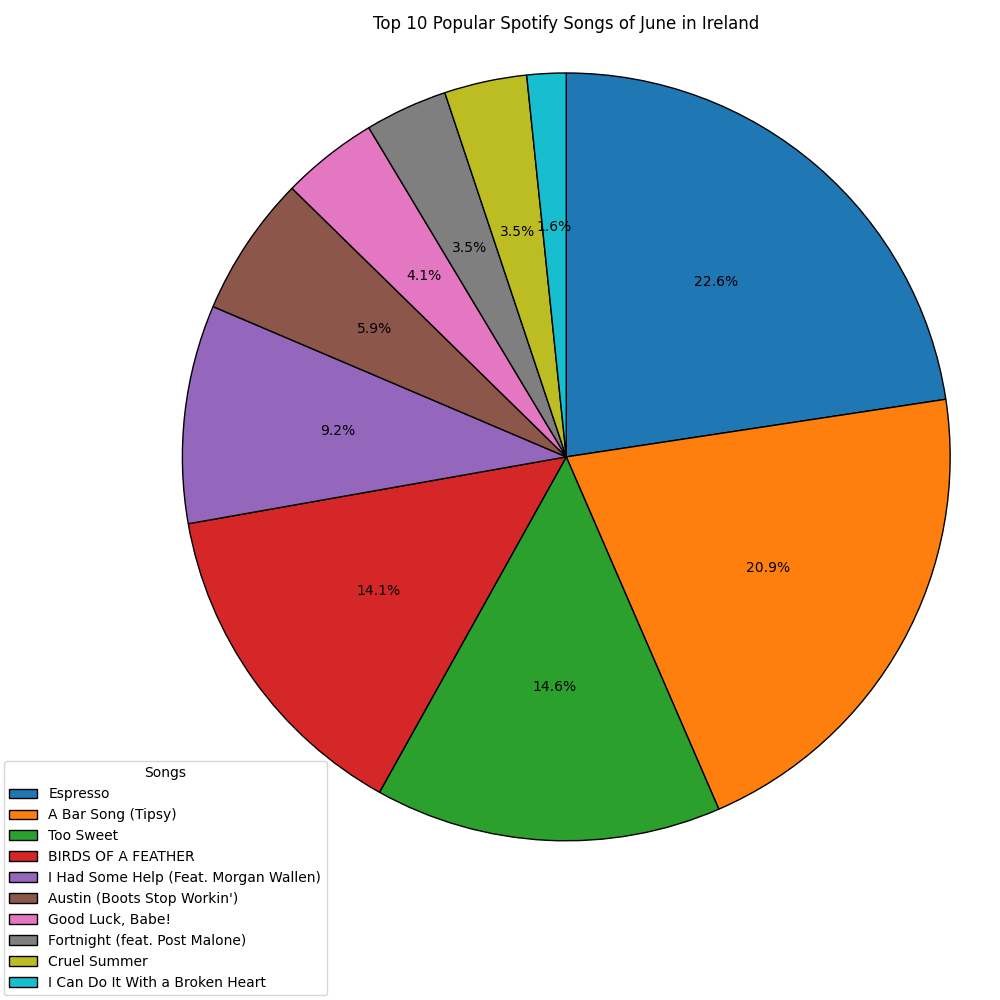 Top 10 Popular Spotify Songs of June in Ireland
1.6%
3.5%
3.5%
4.1%
22.6%
5.9%
9.2%
20.9%
14.1%
14.6%
Songs
Espresso
A Bar Song (Tipsy)
Too Sweet
BIRDS OF A FEATHER
I Had Some Help (Feat. Morgan Wallen)
Austin (Boots Stop Workin')
Good Luck, Babe!
Fortnight (feat. Post Malone)
Cruel Summer
I Can Do It With a Broken Heart